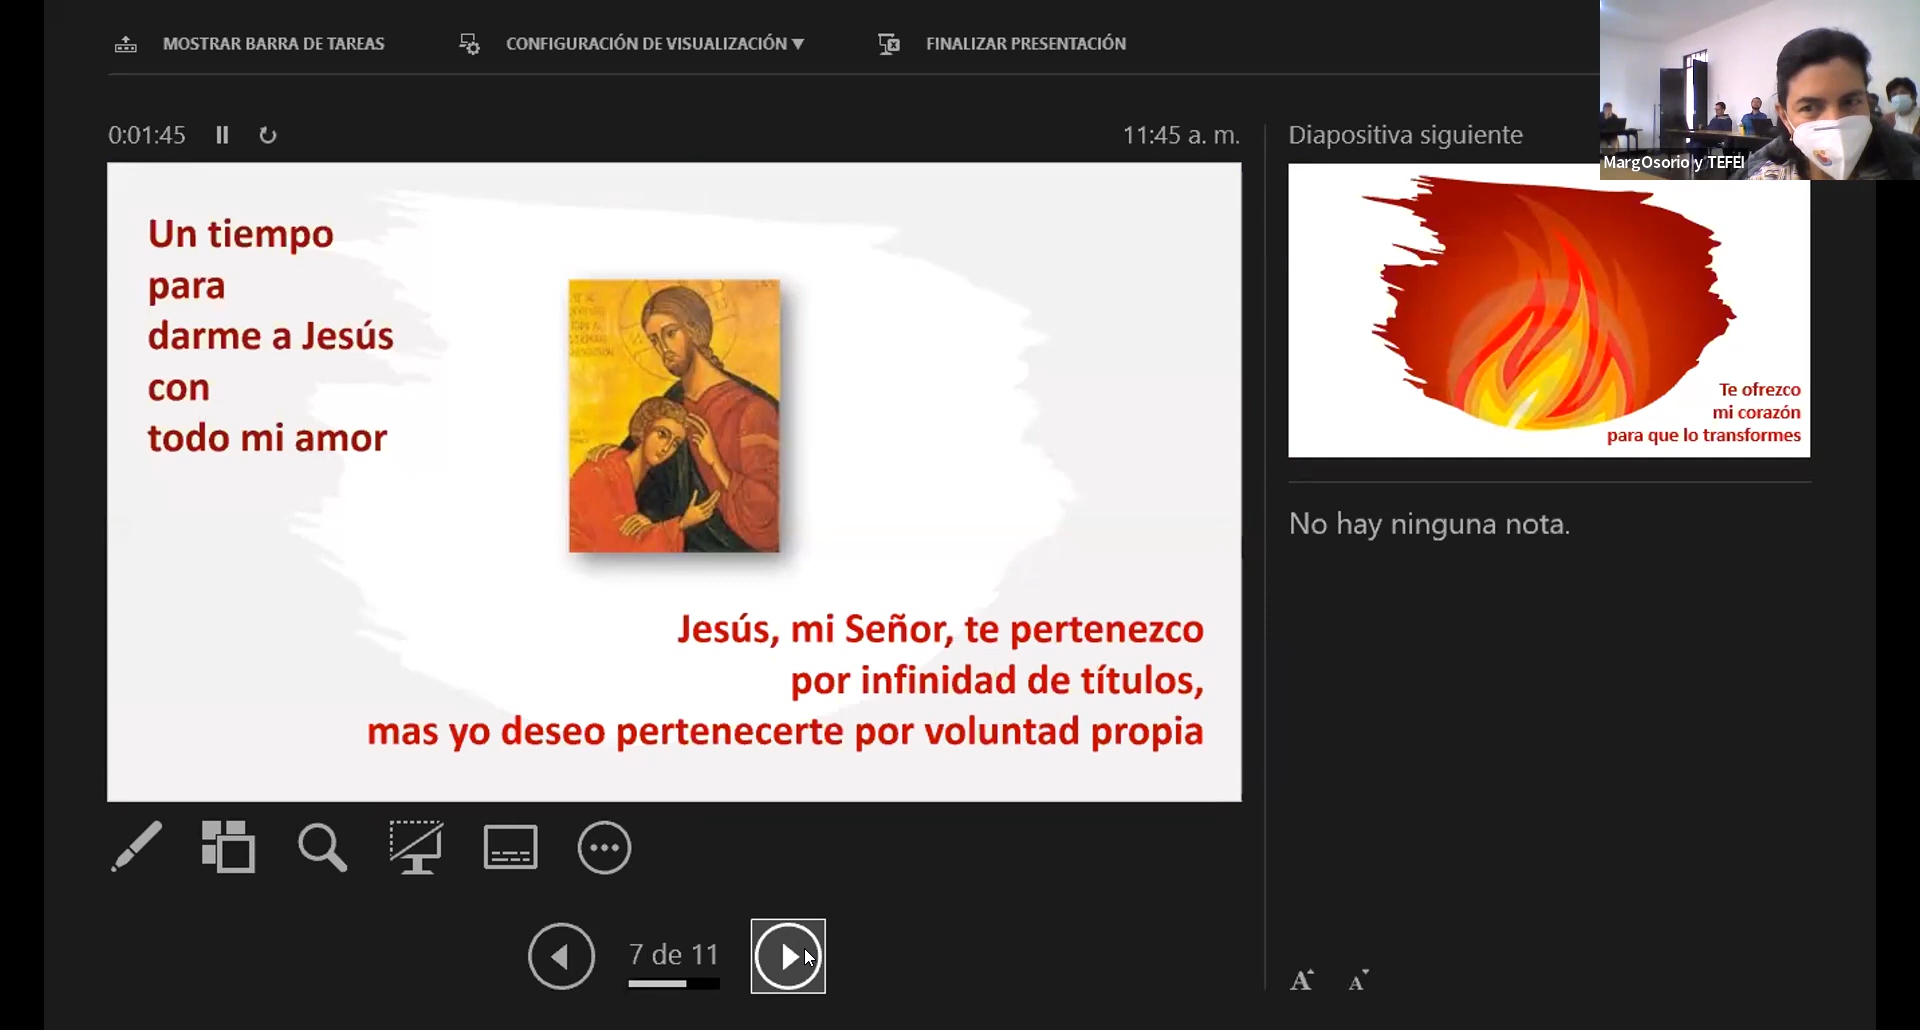 MOSTRAR BARRA DE TAREAS
CONFIGURACIÓN DE VISUALIZACIÓN
FINALIZAR PRESENTACIÓN
0:01:45
11:45 a. m.
Diapositiva siguiente
MargOsorio y TEFEI
Un tiempo
para
darme a Jesús
con
todo mi amor
Jesús, mi Señor, te pertenezco
por infinidad de títulos,
mas yo deseo pertenecerte por voluntad propia
Te ofrezco
mi corazón
para que lo transformes
No hay ninguna nota.
7 de 11
A
A